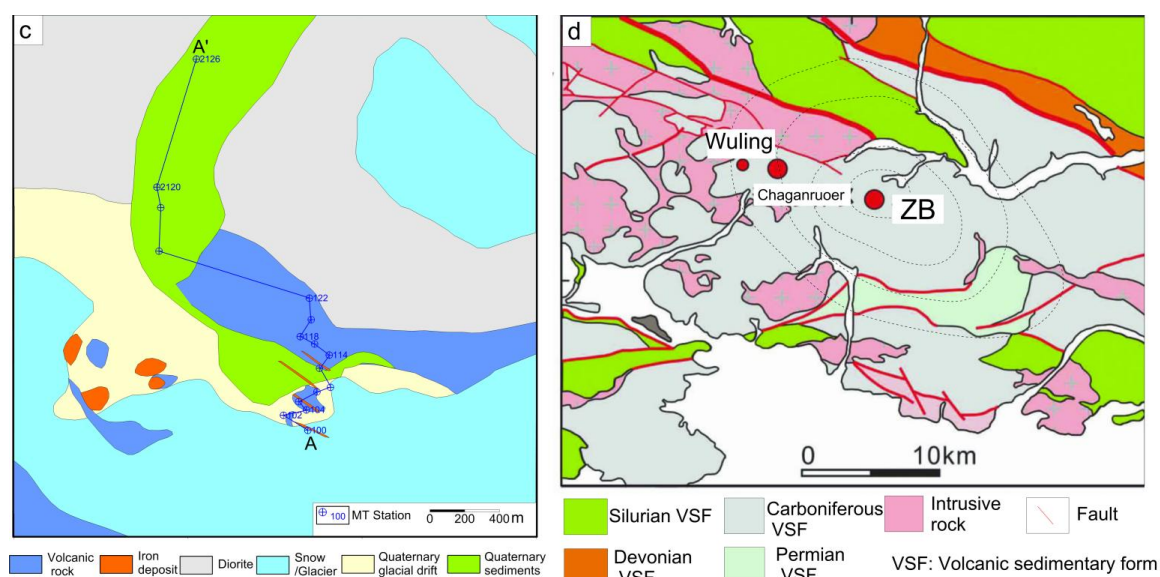 c
A'
2126
2120
122
118
114
104
102
100
A
100 MT Station
0 200 400 m
Volcanic rock
Iron deposit
Diorite
Snow /Glacier
Quaternary glacial drift
Quaternary sediments
d
Wuling
Chaganruoer
ZB
0 10km
Silurian VSF
Carboniferous VSF
Intrusive rock
Fault
Devonian VSF
Permian VSF
VSF: Volcanic sedimentary form